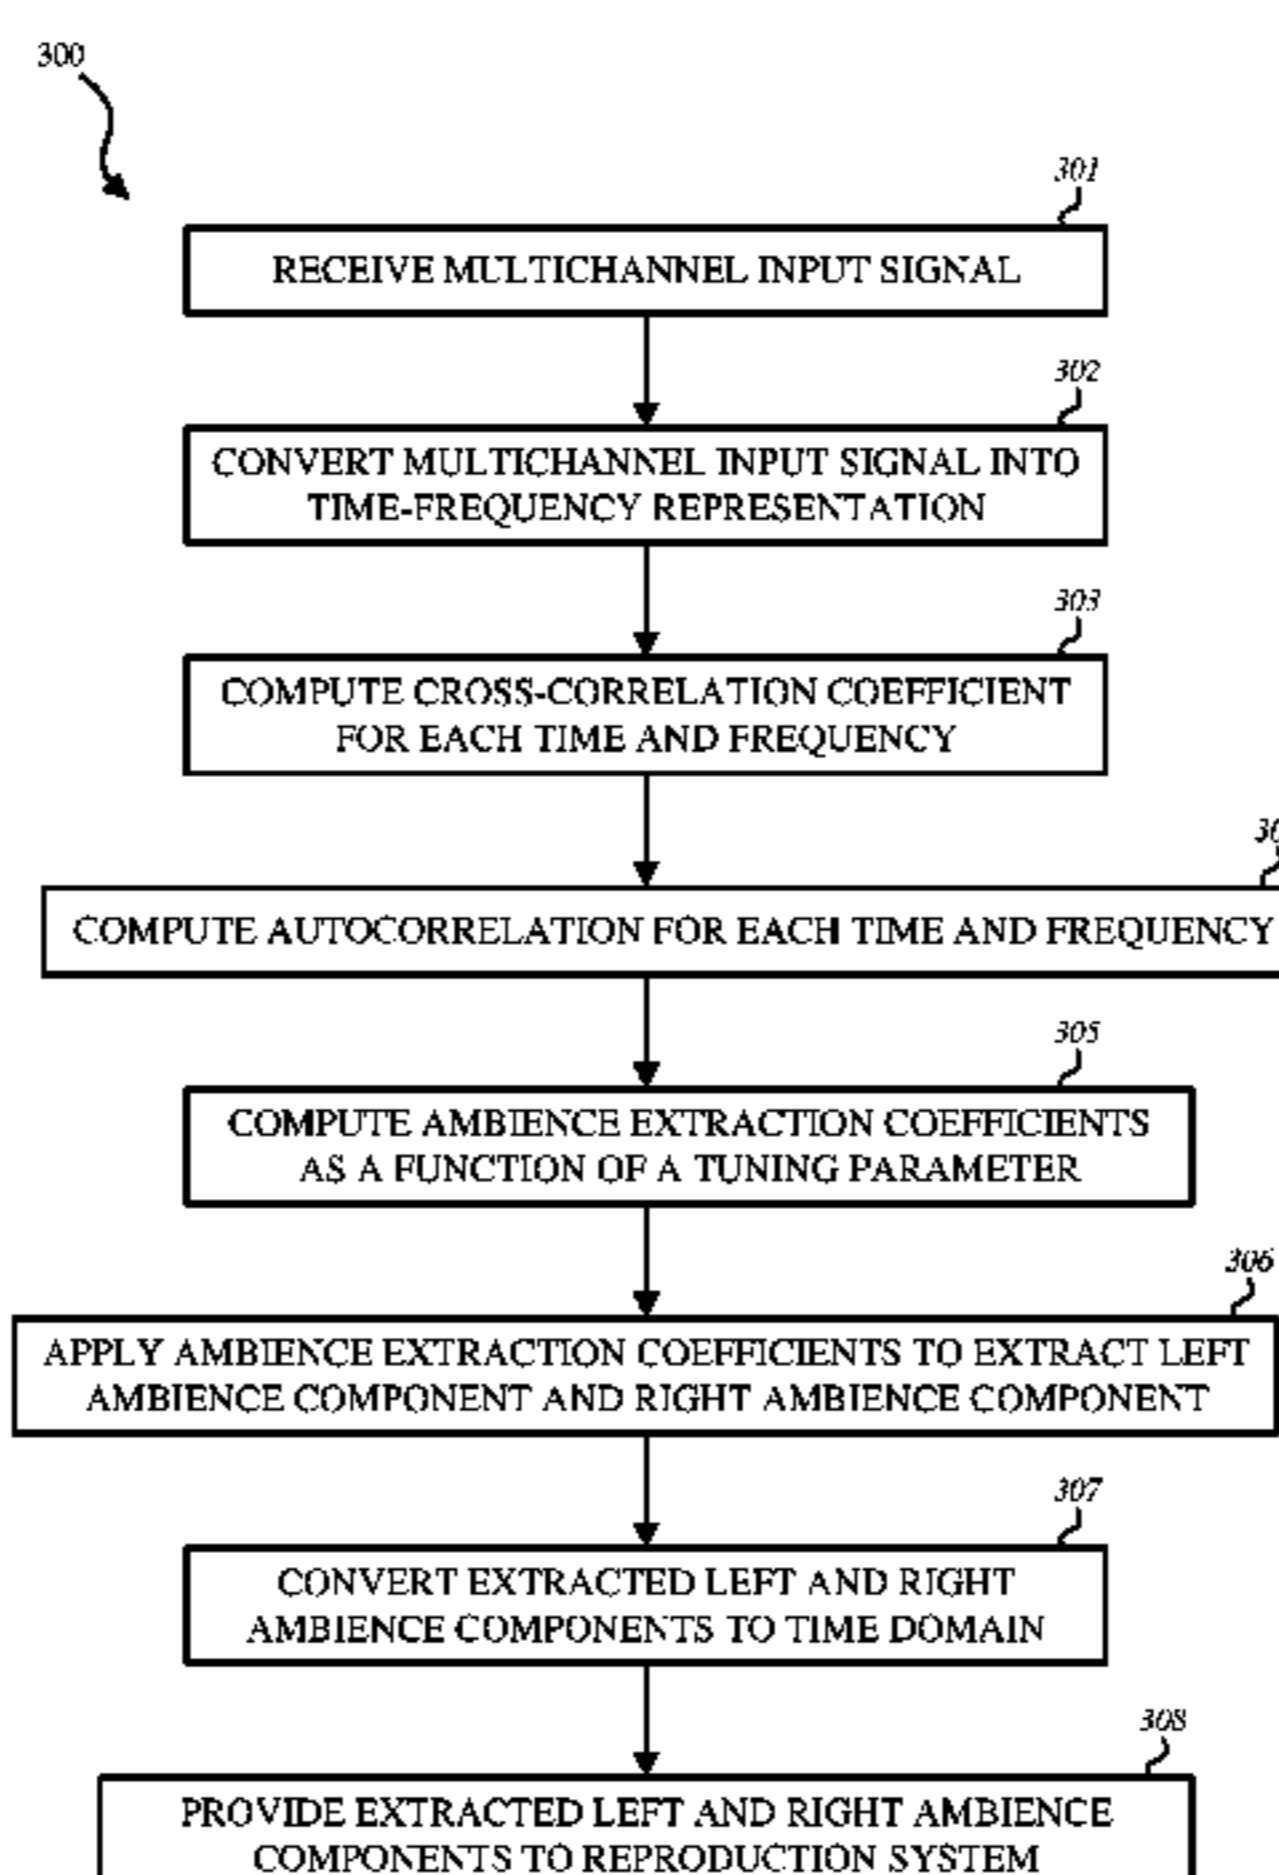 300
301
RECEIVE MULTICHANNEL INPUT SIGNAL
302
CONVERT MULTICHANNEL INPUT SIGNAL INTO
TIME-FREQUENCY REPRESENTATION
303
COMPUTE CROSS-CORRELATION COEFFICIENT
FOR EACH TIME AND FREQUENCY
COMPUTE AUTOCORRELATION FOR EACH TIME AND FREQUENCY
305
COMPUTE AMBIENCE EXTRACTION COEFFICIENTS
AS A FUNCTION OF A TUNING PARAMETER
306
APPLY AMBIENCE EXTRACTION COEFFICIENTS TO EXTRACT LEFT
AMBIENCE COMPONENT AND RIGHT AMBIENCE COMPONENT
307
CONVERT EXTRACTED LEFT AND RIGHT
AMBIENCE COMPONENTS TO TIME DOMAIN
308
PROVIDE EXTRACTED LEFT AND RIGHT AMBIENCE
COMPONENTS TO REPRODUCTION SYSTEM